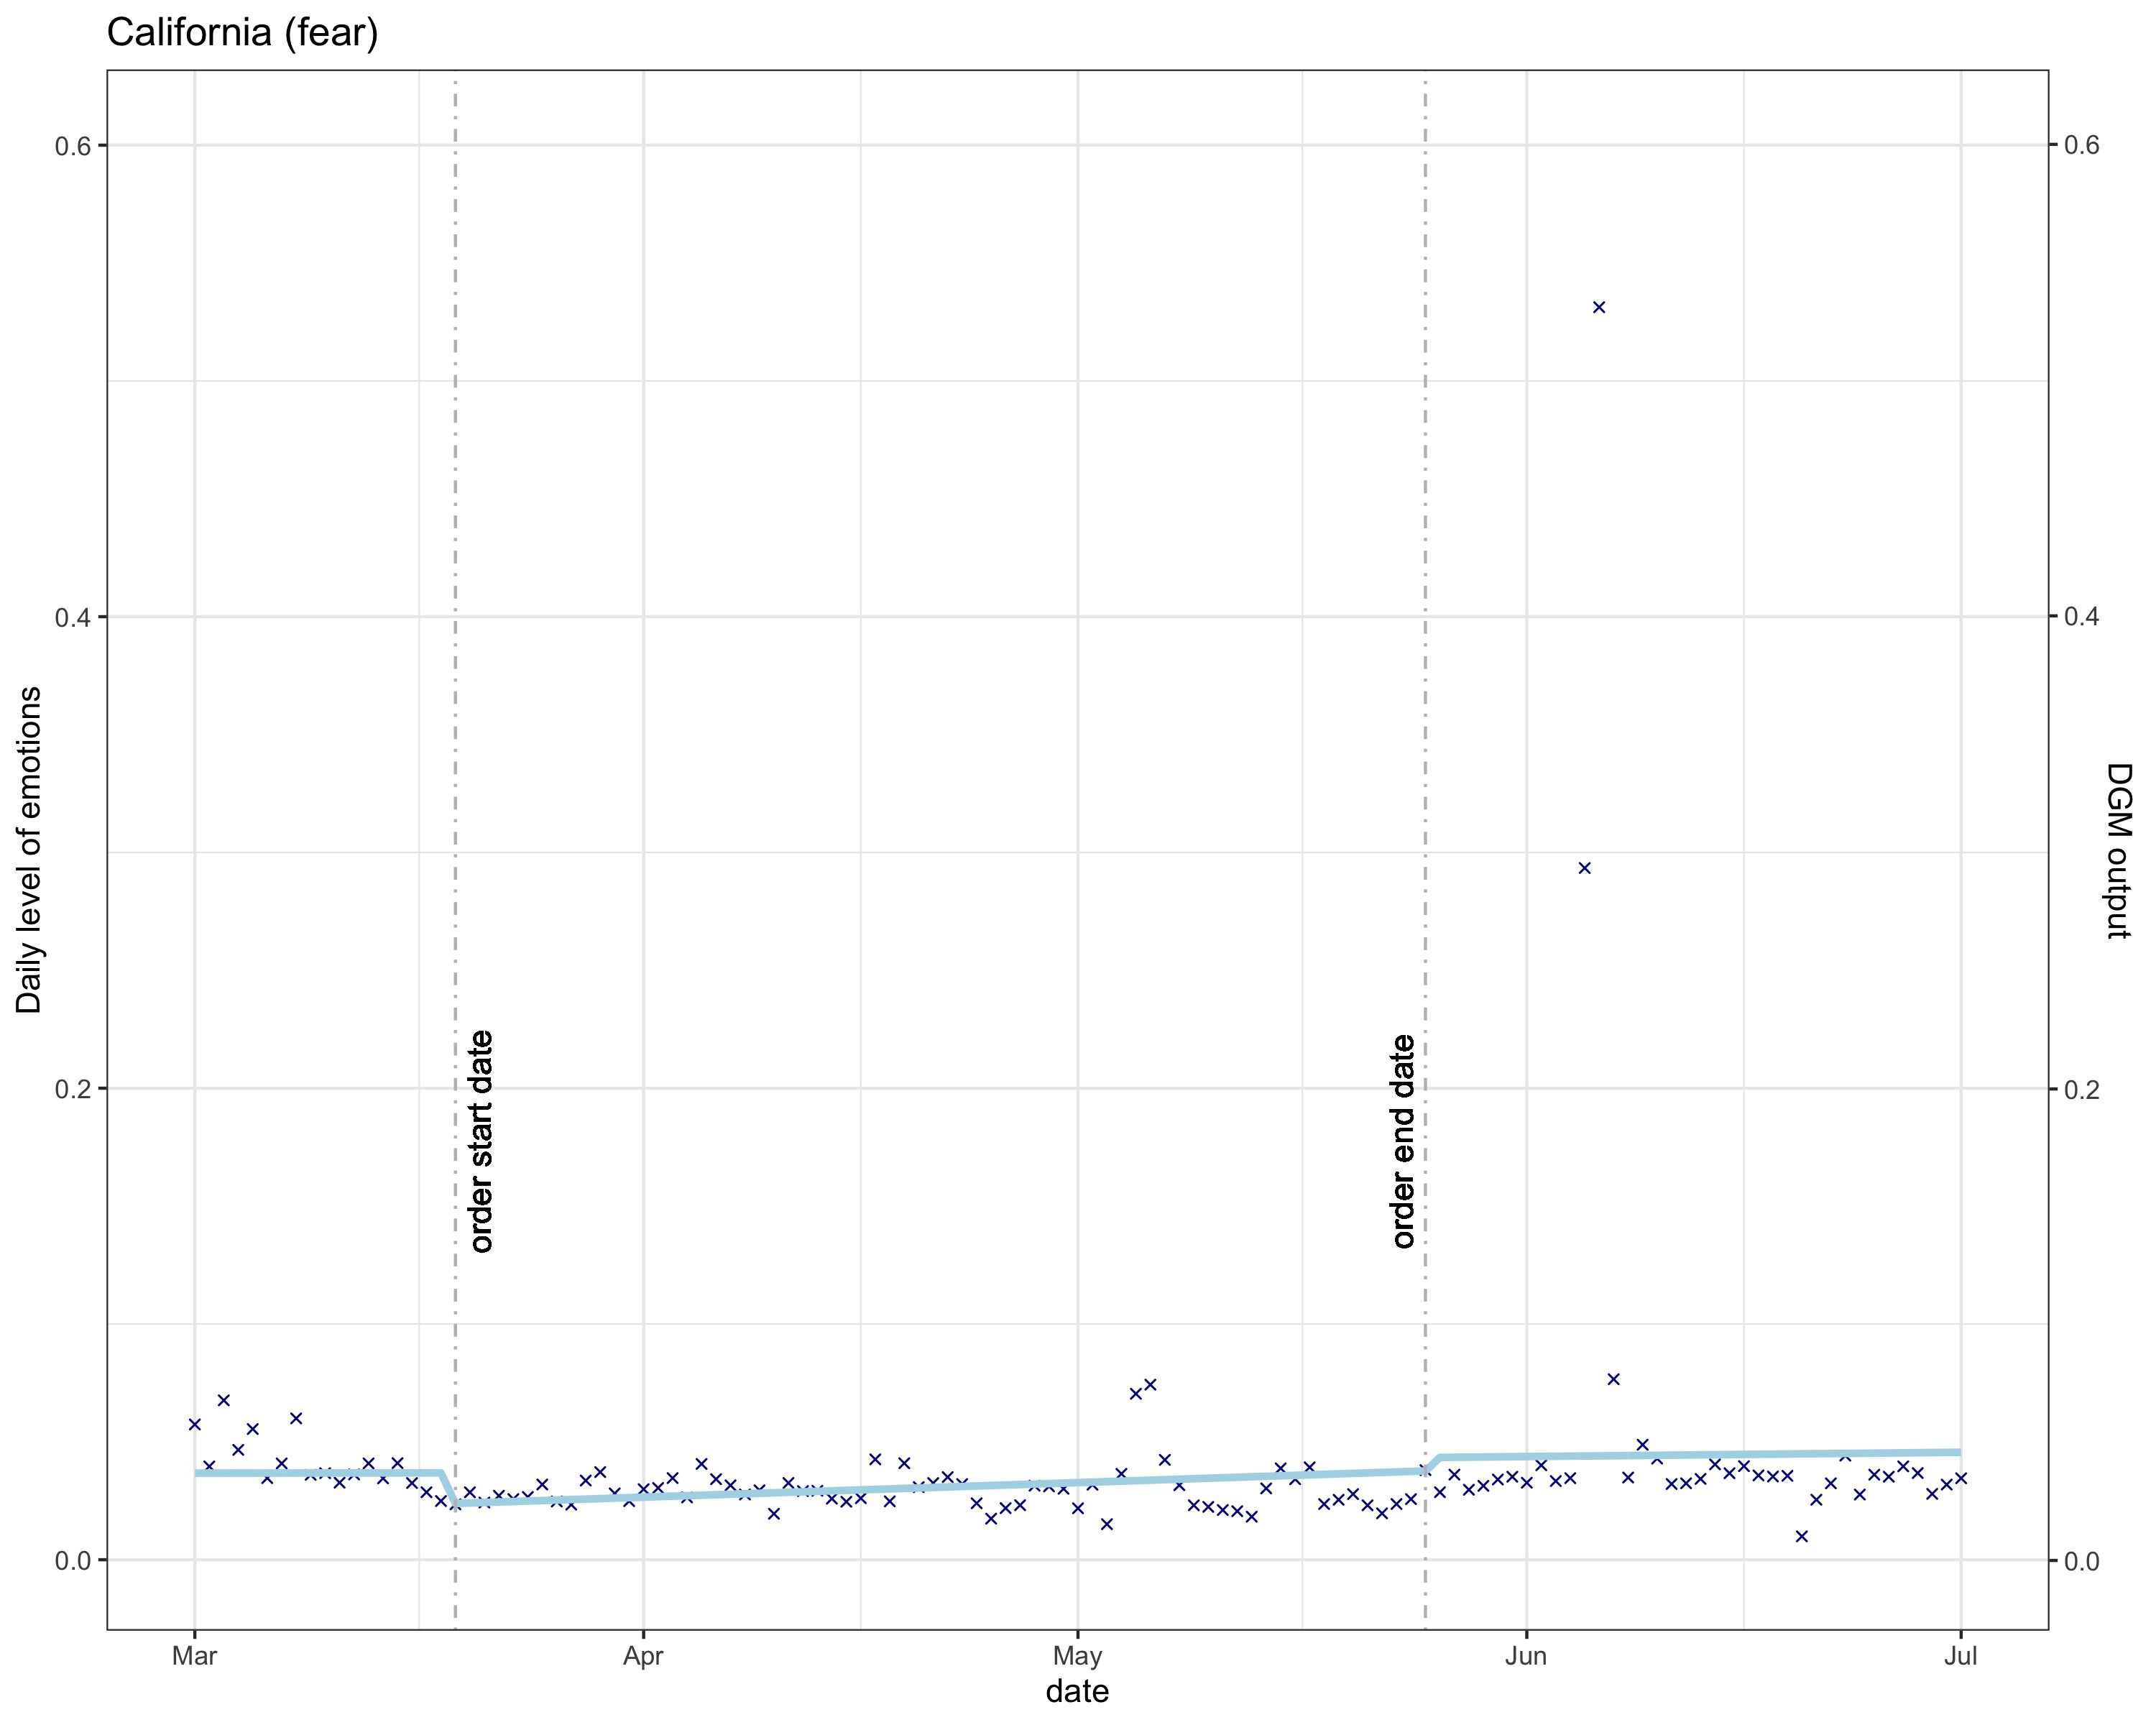 California (fear)
Daily level of emotions
0.6
0.4
0.2
0.0
order start date
order end date
0.6
0.4
0.2
0.0
DGM output
Mar
Apr
May
Jun
Jul
date